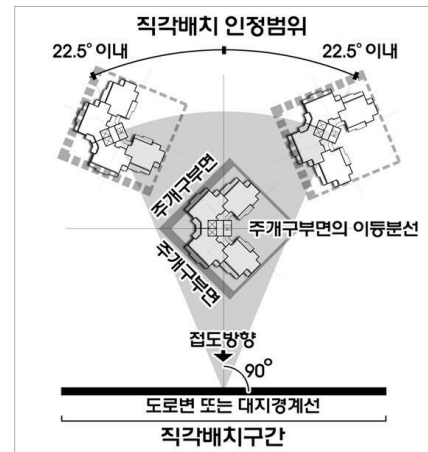 직각배치 인정범위
22.5° 이내
22.5° 이내
주개구부면
주개구부면
주개구부면의 이등분선
접도방향
90°
도로변 또는 대지경계선
직각배치구간